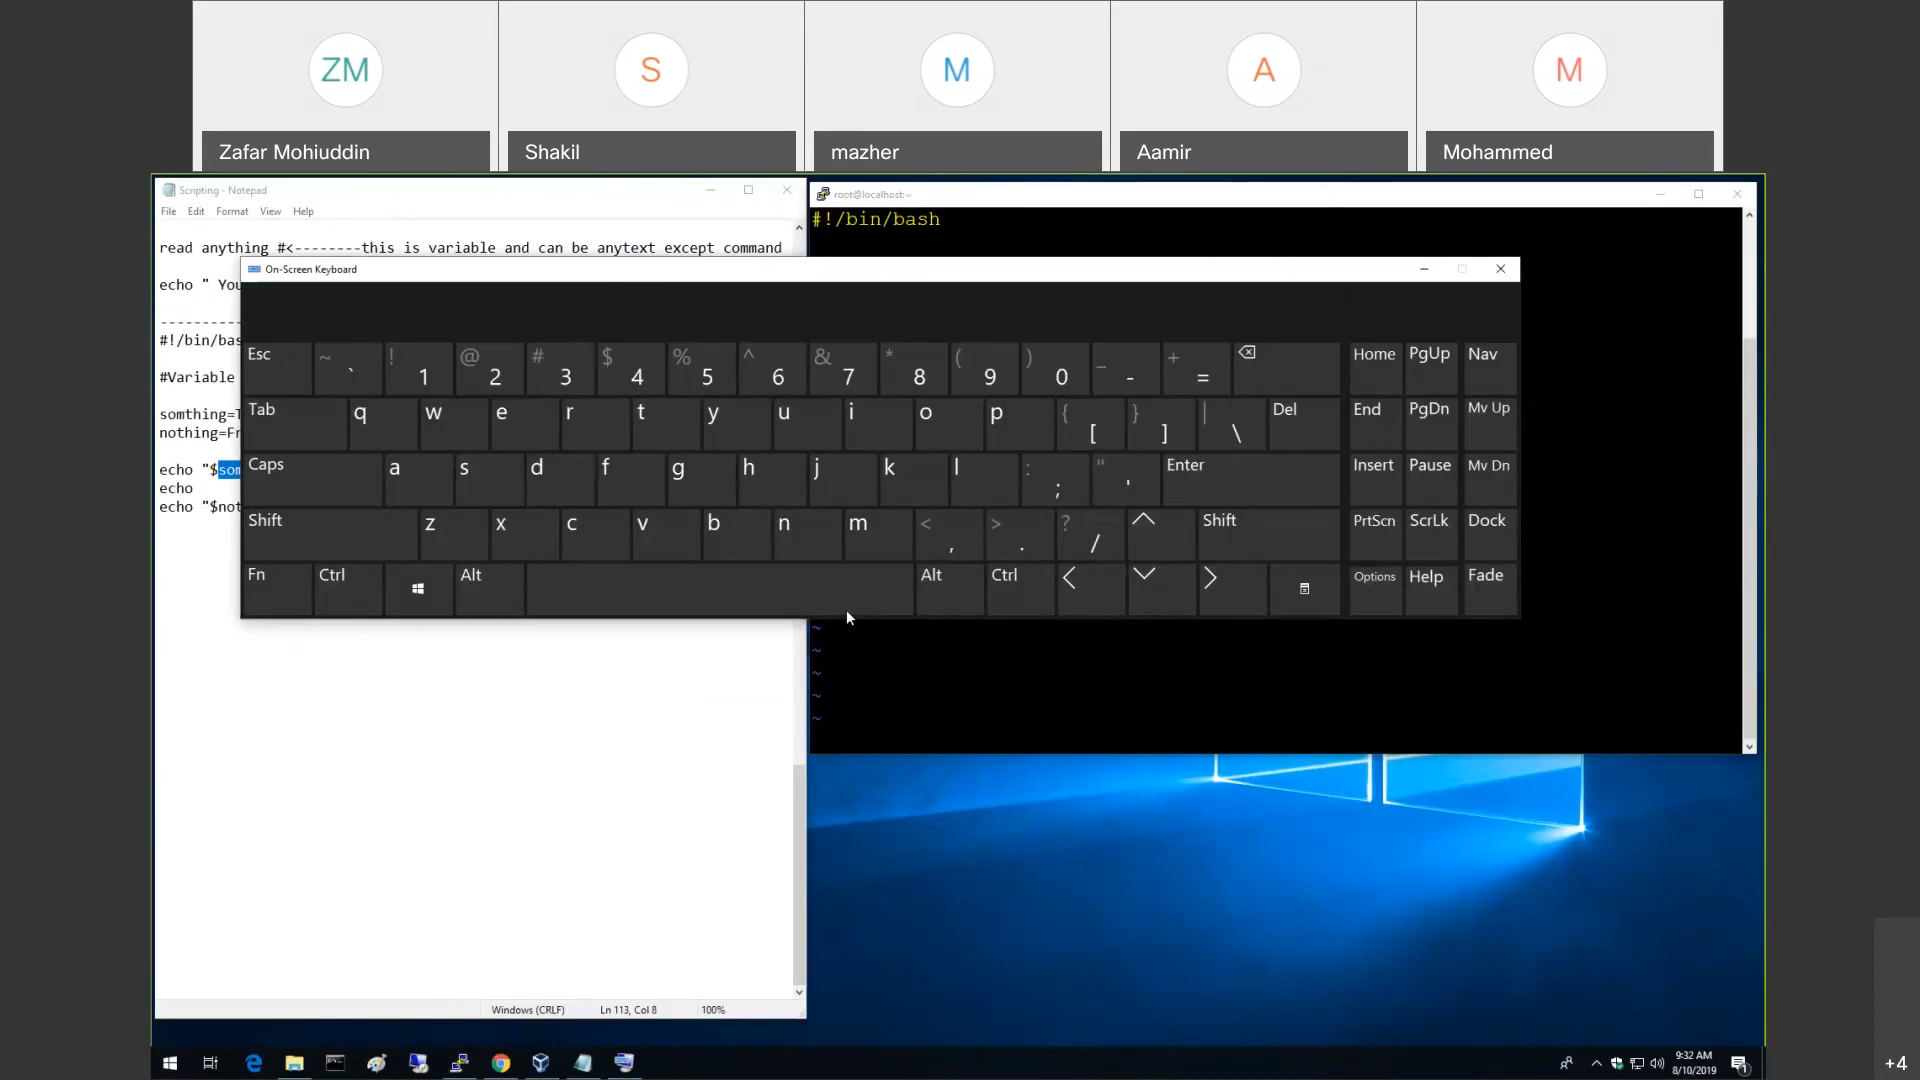 ZM
S
M
A
M
Zafar Mohiuddin
Shakil
mazher
Aamir
Mohammed
Scripting - Notepad
File Edit Format View Help
read anything #<--------this is variable and can be anytext except command
echo " You
-----------
#!/bin/bas
#Variable
somthing=T
nothing=Fr
echo "$som
echo
echo "$not
Windows (CRLF) Ln 113, Col 8 100%
root@localhost:~
#!/bin/bash
~
~
~
~
~
On-Screen Keyboard
Esc ~ ` ! 1 @ 2 # 3 $ 4 % 5 ^ 6 & 7 * 8 ( 9 ) 0 _ - + = Home PgUp Nav
Tab q w e r t y u i o p { [ } ] | \ Del End PgDn Mv Up
Caps a s d f g h j k l : ; " ' Enter Insert Pause Mv Dn
Shift z x c v b n m < , > . ? / Shift PrtScn ScrLk Dock
Fn Ctrl Alt Alt Ctrl Options Help Fade
9:32 AM
8/10/2019
1
+4